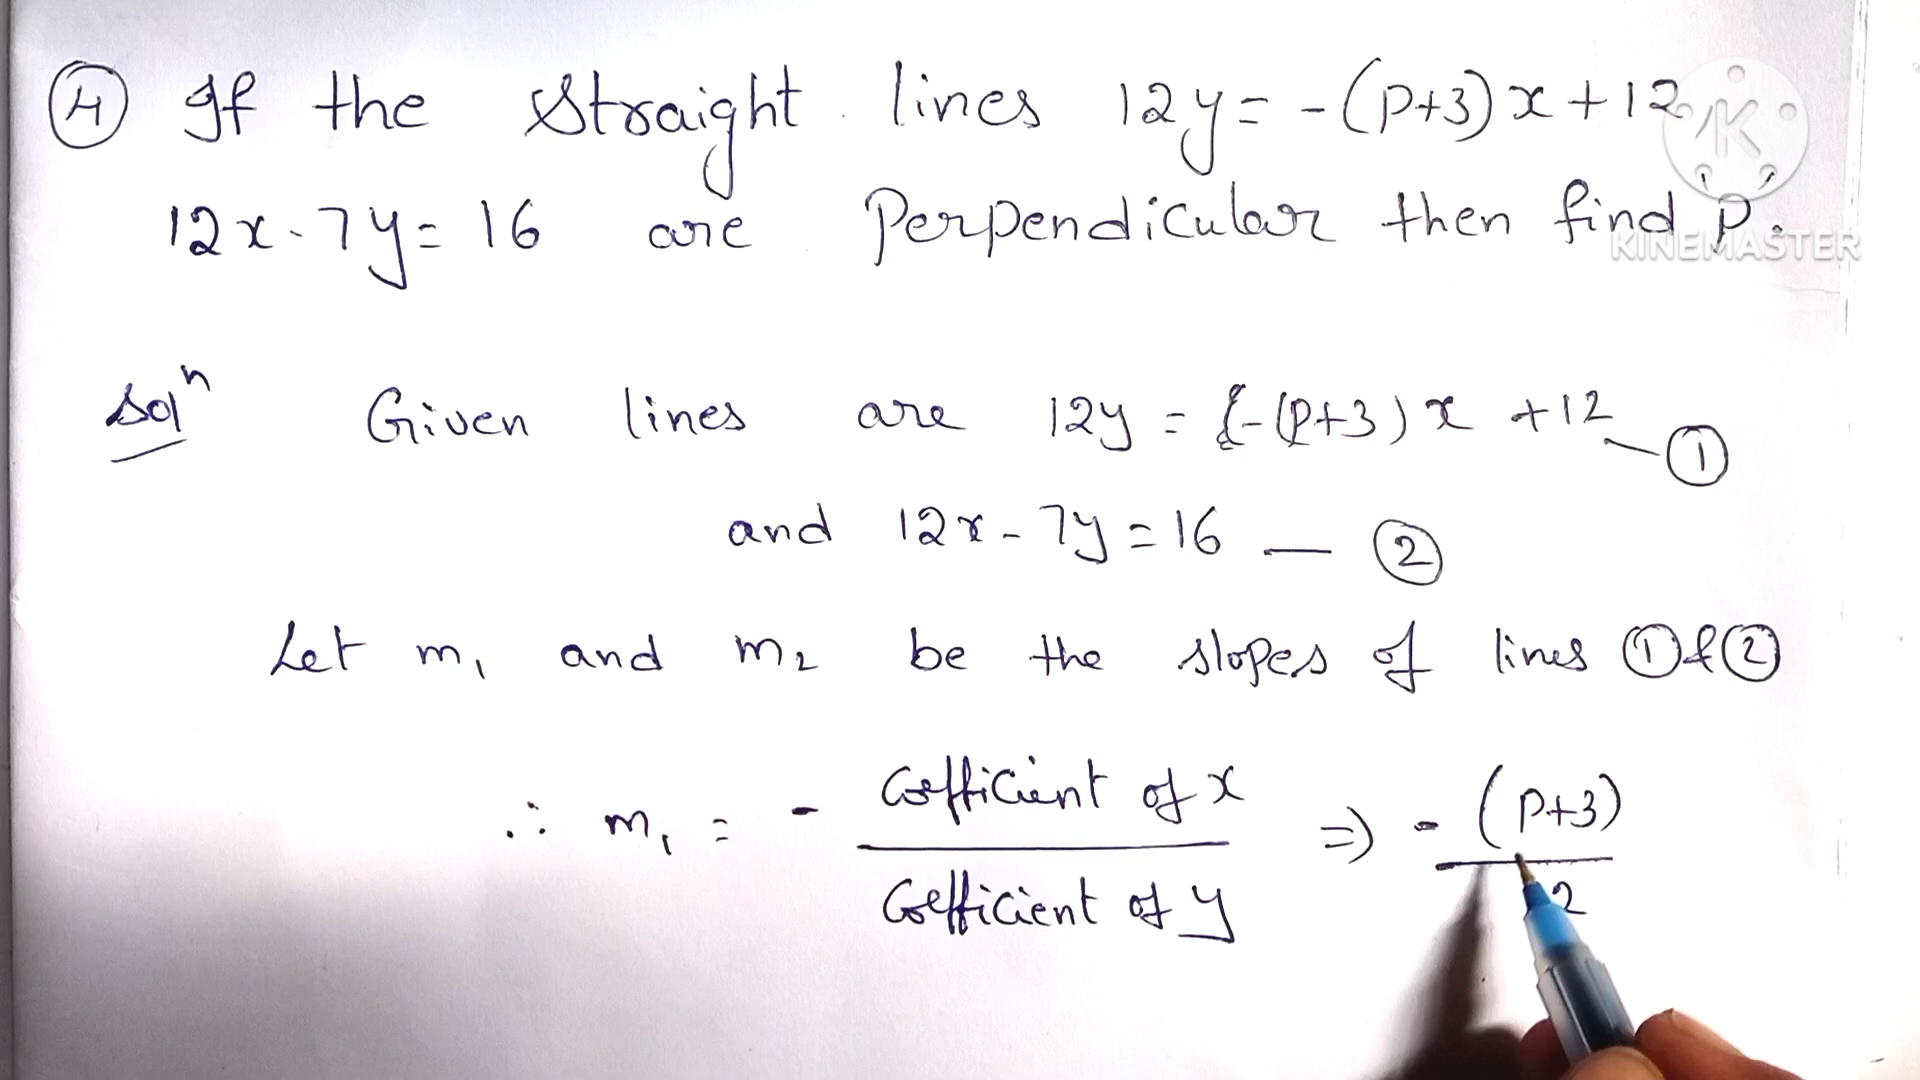 4 If the Straight lines 12y = -(P+3)x + 12,
12x - 7y = 16 are Perpendicular then find P.
KINEMASTER
Solⁿ Given lines are 12y = {-(P+3)x + 12 — 1
and 12x - 7y = 16 — 2
Let m₁ and m₂ be the slopes of lines 1 & 2
∴ m₁ = - Coefficient of x / Coefficient of y ⇒ -(P+3) / 2